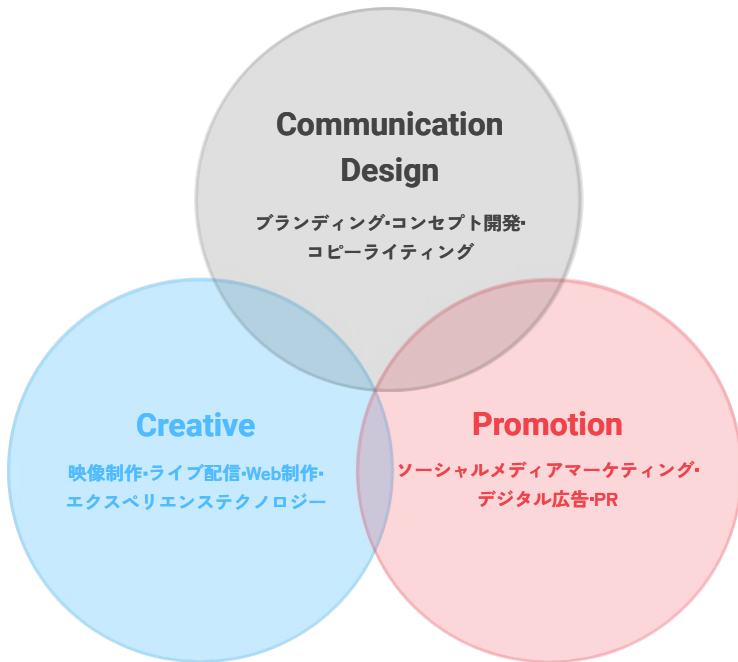 Communication
Design
ブランディング・コンセプト開発・
コピーライティング
Creative
映像制作・ライブ配信・Web制作・
エクスペリエンステクノロジー
Promotion
ソーシャルメディアマーケティング・
デジタル広告・PR